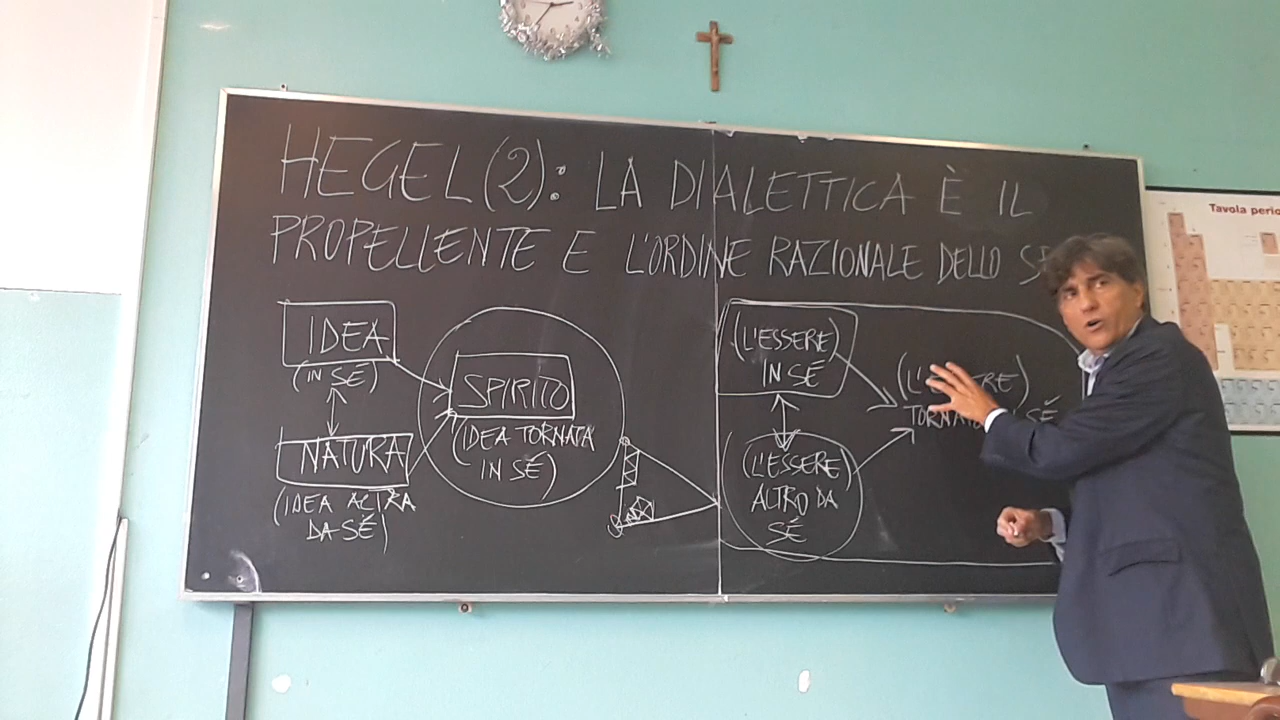 HEGEL (2): LA DIALETTICA È IL
PROPELLENTE E L'ORDINE RAZIONALE DELLO
IDEA
(IN SÉ)
NATURA
(IDEA ALTRA
DA SÉ)
SPIRITO
(IDEA TORNATA
IN SÉ)
(L'ESSERE)
IN SÉ
(L'ESSERE)
ALTRO DA
SÉ
SÉ
Tavola